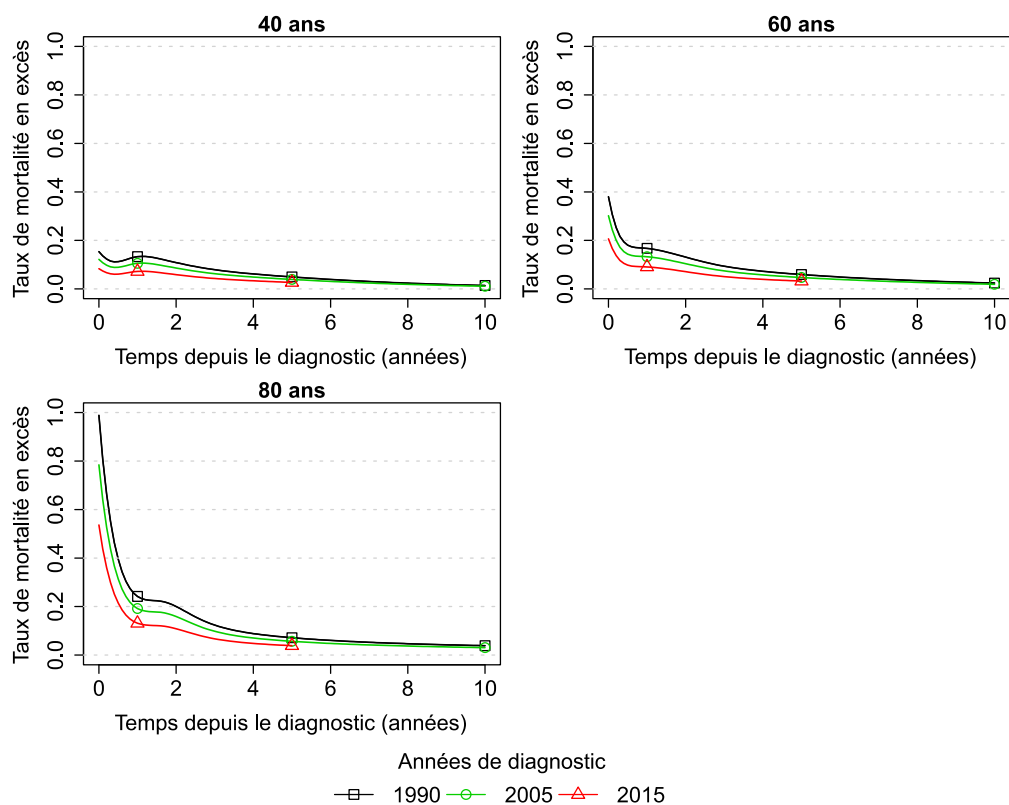 40 ans
Taux de mortalité en excès
1.0
0.8
0.6
0.4
0.2
0.0
0 2 4 6 8 10
Temps depuis le diagnostic (années)
60 ans
Taux de mortalité en excès
1.0
0.8
0.6
0.4
0.2
0.0
0 2 4 6 8 10
Temps depuis le diagnostic (années)
80 ans
Taux de mortalité en excès
1.0
0.8
0.6
0.4
0.2
0.0
0 2 4 6 8 10
Temps depuis le diagnostic (années)
Années de diagnostic
1990 2005 2015